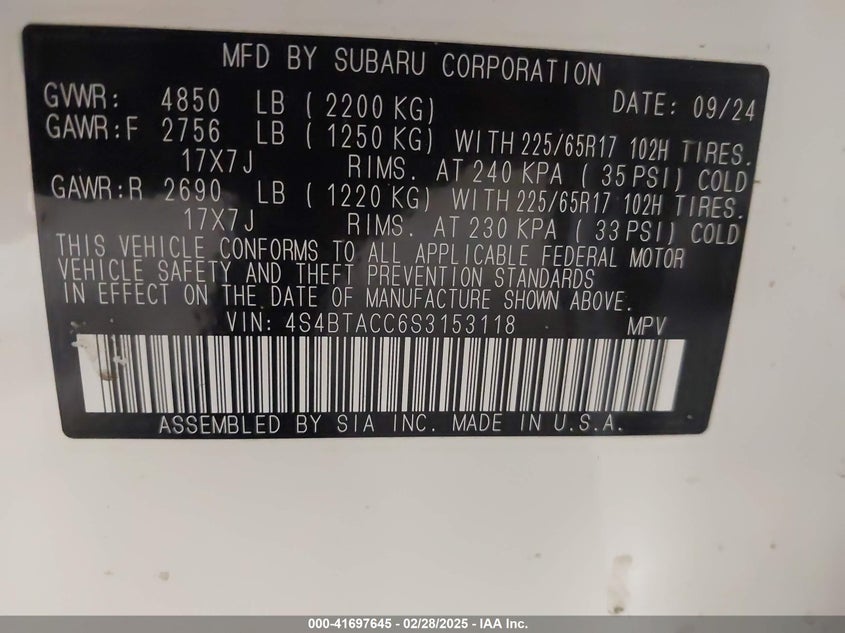 MFD BY SUBARU CORPORATION
GVWR: 4850 LB (2200 KG) DATE: 09/24
GAWR:F 2756 LB (1250 KG) WITH 225/65R17 102H TIRES.
17X7J RIMS. AT 240 KPA (35 PSI) COLD
GAWR:R 2690 LB (1220 KG) WITH 225/65R17 102H TIRES.
17X7J RIMS. AT 230 KPA (33 PSI) COLD
THIS VEHICLE CONFORMS TO ALL APPLICABLE FEDERAL MOTOR
VEHICLE SAFETY AND THEFT PREVENTION STANDARDS
IN EFFECT ON THE DATE OF MANUFACTURE SHOWN ABOVE.
VIN: 4S4BTACC6S3153118 MPV
ASSEMBLED BY SIA INC. MADE IN U.S.A.
000-41697645 / 02/28/2025 - IAA Inc.